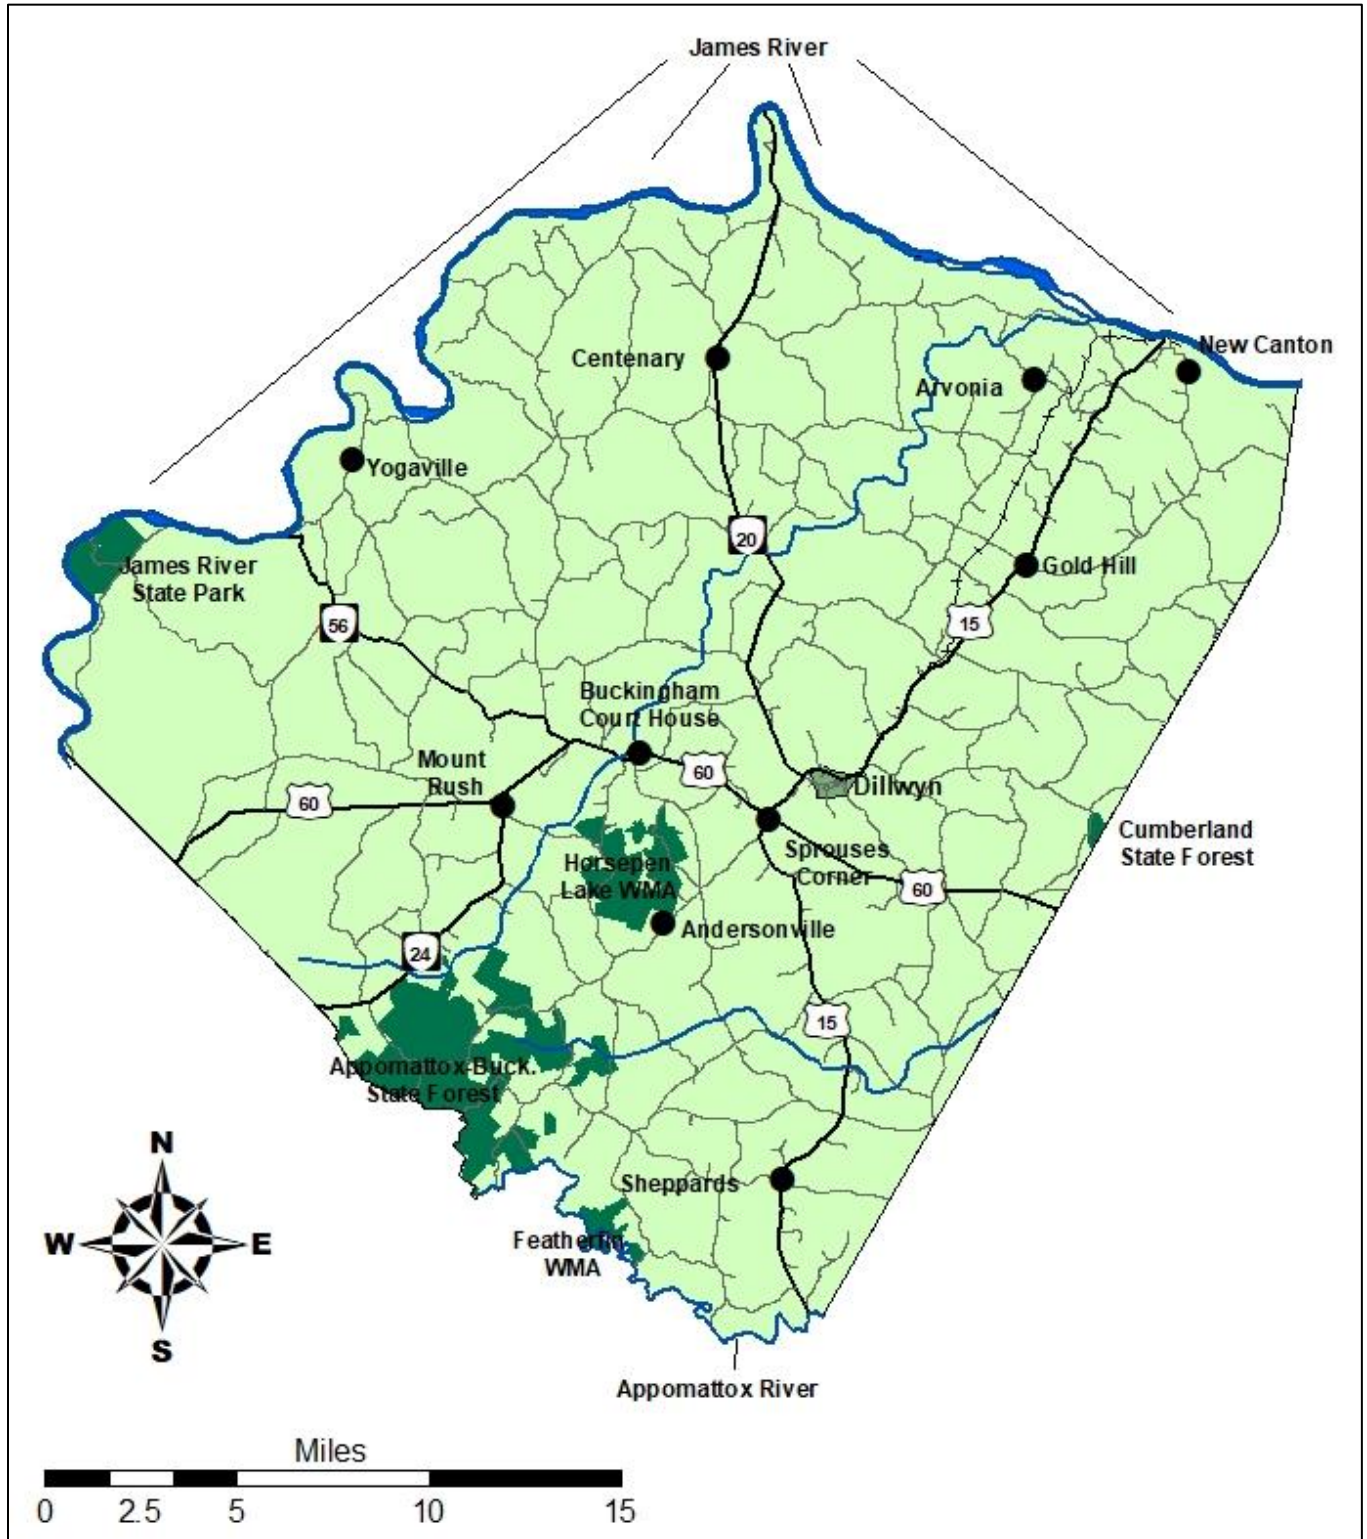 James River
New Canton
Centenary
Arvonia
Yogaville
20
James River
State Park
Gold Hill
56
15
Buckingham
Court House
Mount
Rush
60
60
Dillwyn
Cumberland
State Forest
Sprouses
Corner
Horsepen
Lake WMA
60
Andersonville
24
15
Appomattox-Buck.
State Forest
Sheppards
Featherfin
WMA
N
W
E
S
Appomattox River
Miles
0 2.5 5 10 15